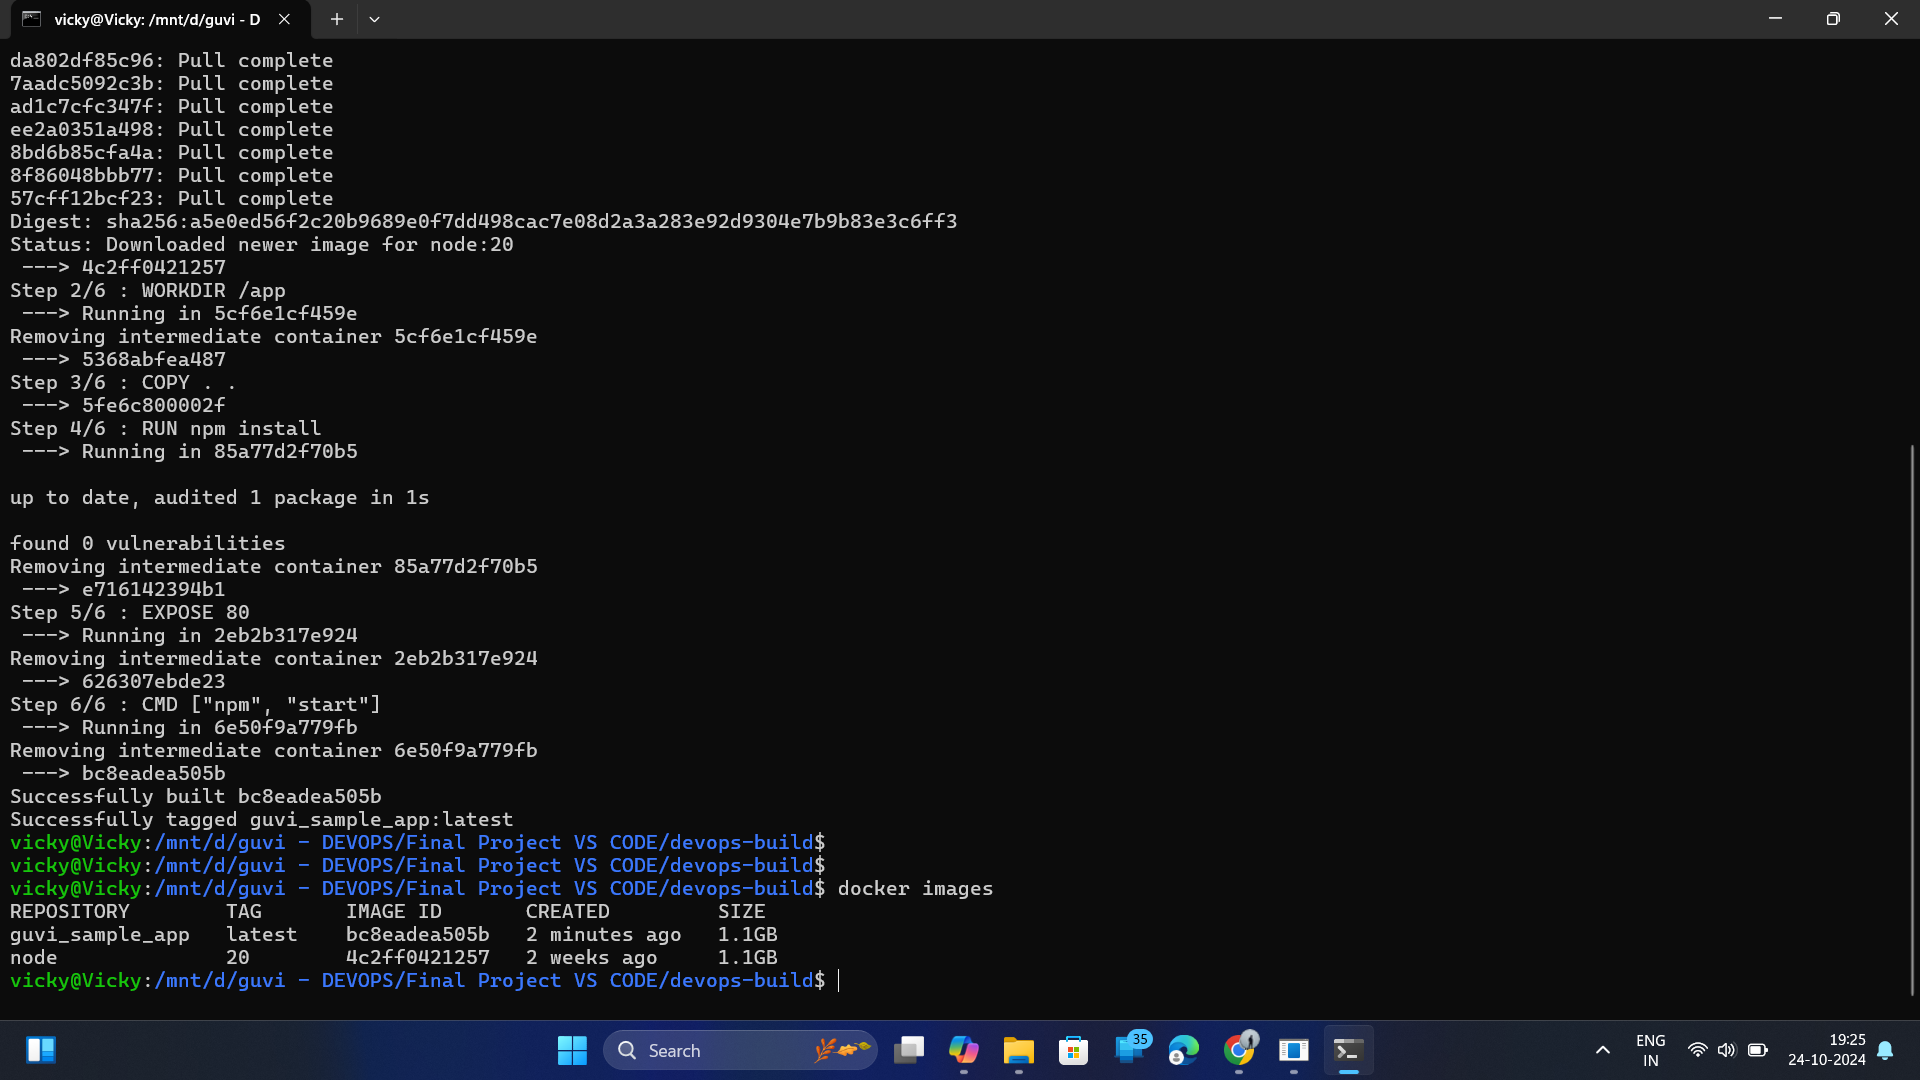 vicky@Vicky: /mnt/d/guvi - D
da802df85c96: Pull complete
7aadc5092c3b: Pull complete
ad1c7cfc347f: Pull complete
ee2a0351a498: Pull complete
8bd6b85cfa4a: Pull complete
8f86048bbb77: Pull complete
57cff12bcf23: Pull complete
Digest: sha256:a5e0ed56f2c20b9689e0f7dd498cac7e08d2a3a283e92d9304e7b9b83e3c6ff3
Status: Downloaded newer image for node:20
 ---> 4c2ff0421257
Step 2/6 : WORKDIR /app
 ---> Running in 5cf6e1cf459e
Removing intermediate container 5cf6e1cf459e
 ---> 5368abfea487
Step 3/6 : COPY . .
 ---> 5fe6c800002f
Step 4/6 : RUN npm install
 ---> Running in 85a77d2f70b5
up to date, audited 1 package in 1s
found 0 vulnerabilities
Removing intermediate container 85a77d2f70b5
 ---> e716142394b1
Step 5/6 : EXPOSE 80
 ---> Running in 2eb2b317e924
Removing intermediate container 2eb2b317e924
 ---> 626307ebde23
Step 6/6 : CMD ["npm", "start"]
 ---> Running in 6e50f9a779fb
Removing intermediate container 6e50f9a779fb
 ---> bc8eadea505b
Successfully built bc8eadea505b
Successfully tagged guvi_sample_app:latest
vicky@Vicky:/mnt/d/guvi - DEVOPS/Final Project VS CODE/devops-build$
vicky@Vicky:/mnt/d/guvi - DEVOPS/Final Project VS CODE/devops-build$
vicky@Vicky:/mnt/d/guvi - DEVOPS/Final Project VS CODE/devops-build$ docker images
REPOSITORY        TAG       IMAGE ID       CREATED         SIZE
guvi_sample_app   latest    bc8eadea505b   2 minutes ago   1.1GB
node              20        4c2ff0421257   2 weeks ago     1.1GB
vicky@Vicky:/mnt/d/guvi - DEVOPS/Final Project VS CODE/devops-build$
Search
35
ENG
IN
19:25
24-10-2024